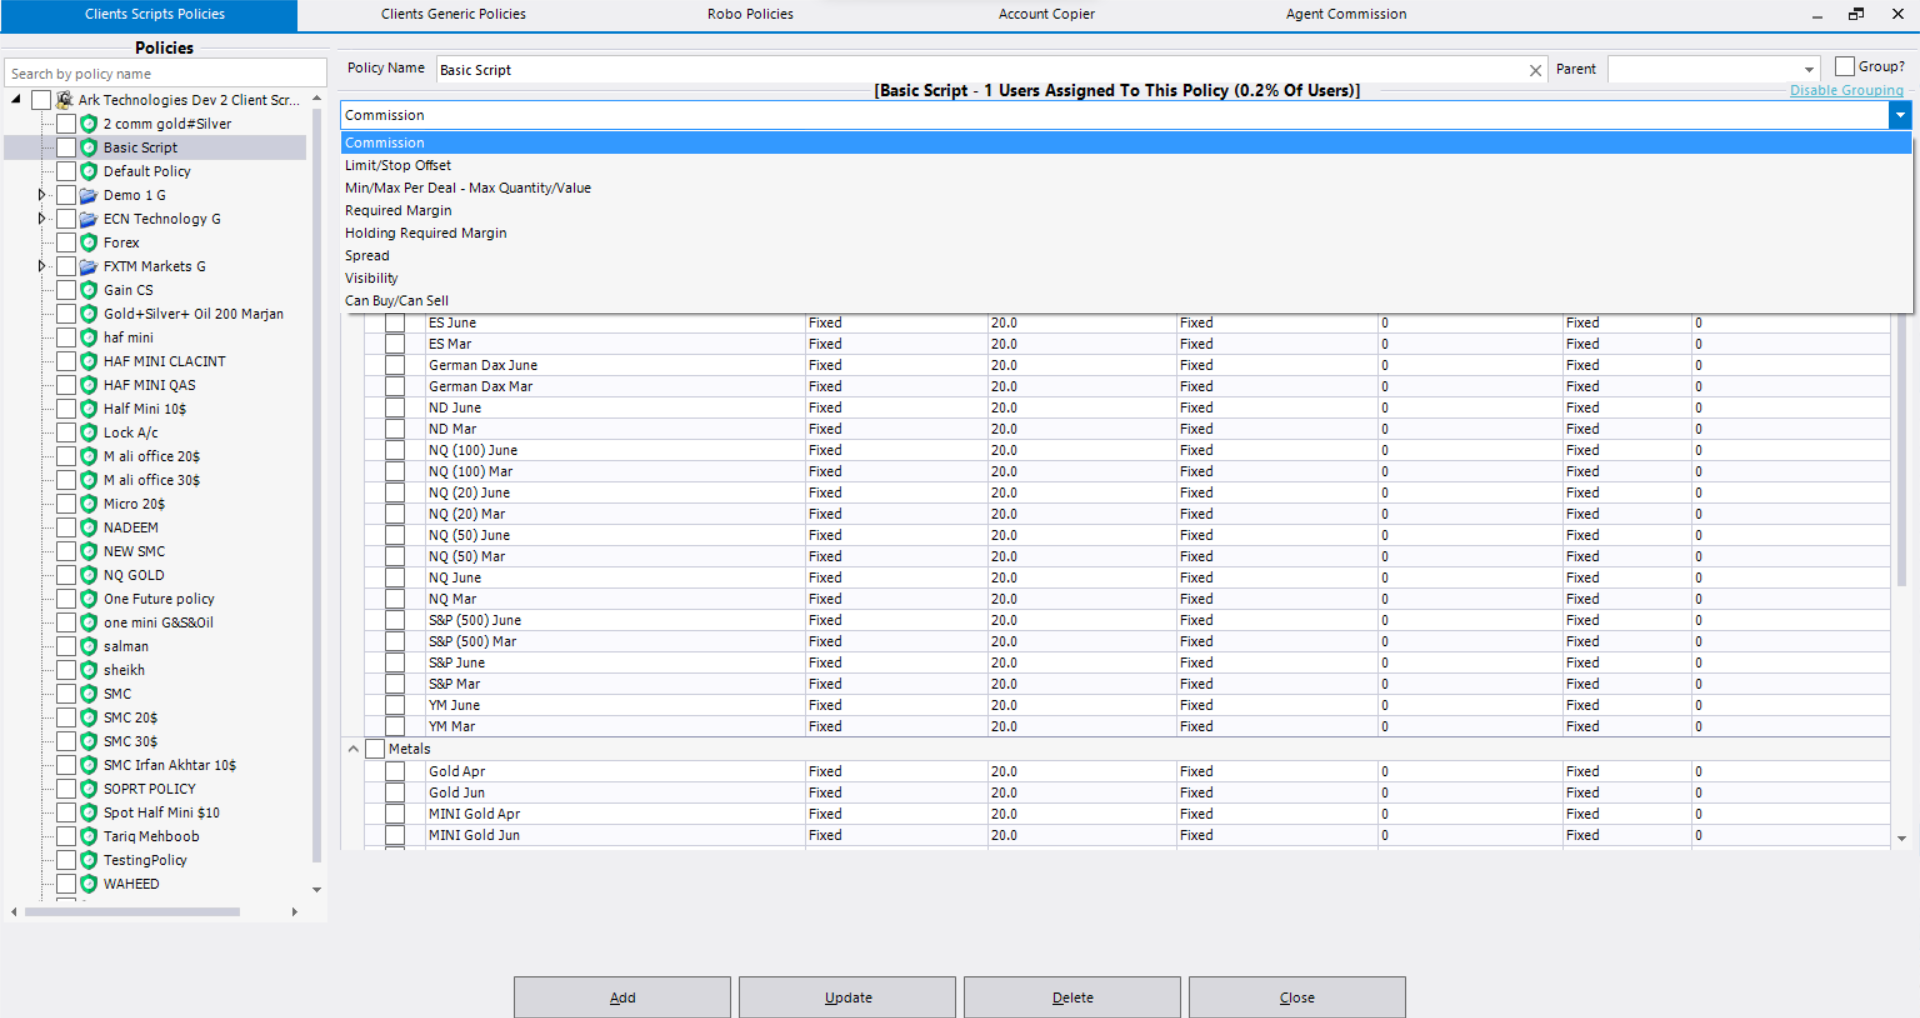 Clients Scripts Policies
Clients Generic Policies
Robo Policies
Account Copier
Agent Commission
Policies
Search by policy name
Ark Technologies Dev 2 Client Scr...
2 comm gold#Silver
Basic Script
Default Policy
Demo 1 G
ECN Technology G
Forex
FXTM Markets G
Gain CS
Gold+Silver+ Oil 200 Marjan
haf mini
HAF MINI CLACINT
HAF MINI QAS
Half Mini 10$
Lock A/c
M ali office 20$
M ali office 30$
Micro 20$
NADEEM
NEW SMC
NQ GOLD
One Future policy
one mini G&S&Oil
salman
sheikh
SMC
SMC 20$
SMC 30$
SMC Irfan Akhtar 10$
SOPRT POLICY
Spot Half Mini $10
Tariq Mehboob
TestingPolicy
WAHEED
Policy Name
Basic Script
Parent
Group?
[Basic Script - 1 Users Assigned To This Policy (0.2% Of Users)]
Disable Grouping
Commission
Commission
Limit/Stop Offset
Min/Max Per Deal - Max Quantity/Value
Required Margin
Holding Required Margin
Spread
Visibility
Can Buy/Can Sell
ES June Fixed 20.0 Fixed 0 Fixed 0
ES Mar Fixed 20.0 Fixed 0 Fixed 0
German Dax June Fixed 20.0 Fixed 0 Fixed 0
German Dax Mar Fixed 20.0 Fixed 0 Fixed 0
ND June Fixed 20.0 Fixed 0 Fixed 0
ND Mar Fixed 20.0 Fixed 0 Fixed 0
NQ (100) June Fixed 20.0 Fixed 0 Fixed 0
NQ (100) Mar Fixed 20.0 Fixed 0 Fixed 0
NQ (20) June Fixed 20.0 Fixed 0 Fixed 0
NQ (20) Mar Fixed 20.0 Fixed 0 Fixed 0
NQ (50) June Fixed 20.0 Fixed 0 Fixed 0
NQ (50) Mar Fixed 20.0 Fixed 0 Fixed 0
NQ June Fixed 20.0 Fixed 0 Fixed 0
NQ Mar Fixed 20.0 Fixed 0 Fixed 0
S&P (500) June Fixed 20.0 Fixed 0 Fixed 0
S&P (500) Mar Fixed 20.0 Fixed 0 Fixed 0
S&P June Fixed 20.0 Fixed 0 Fixed 0
S&P Mar Fixed 20.0 Fixed 0 Fixed 0
YM June Fixed 20.0 Fixed 0 Fixed 0
YM Mar Fixed 20.0 Fixed 0 Fixed 0
Metals
Gold Apr Fixed 20.0 Fixed 0 Fixed 0
Gold Jun Fixed 20.0 Fixed 0 Fixed 0
MINI Gold Apr Fixed 20.0 Fixed 0 Fixed 0
MINI Gold Jun Fixed 20.0 Fixed 0 Fixed 0
Add
Update
Delete
Close